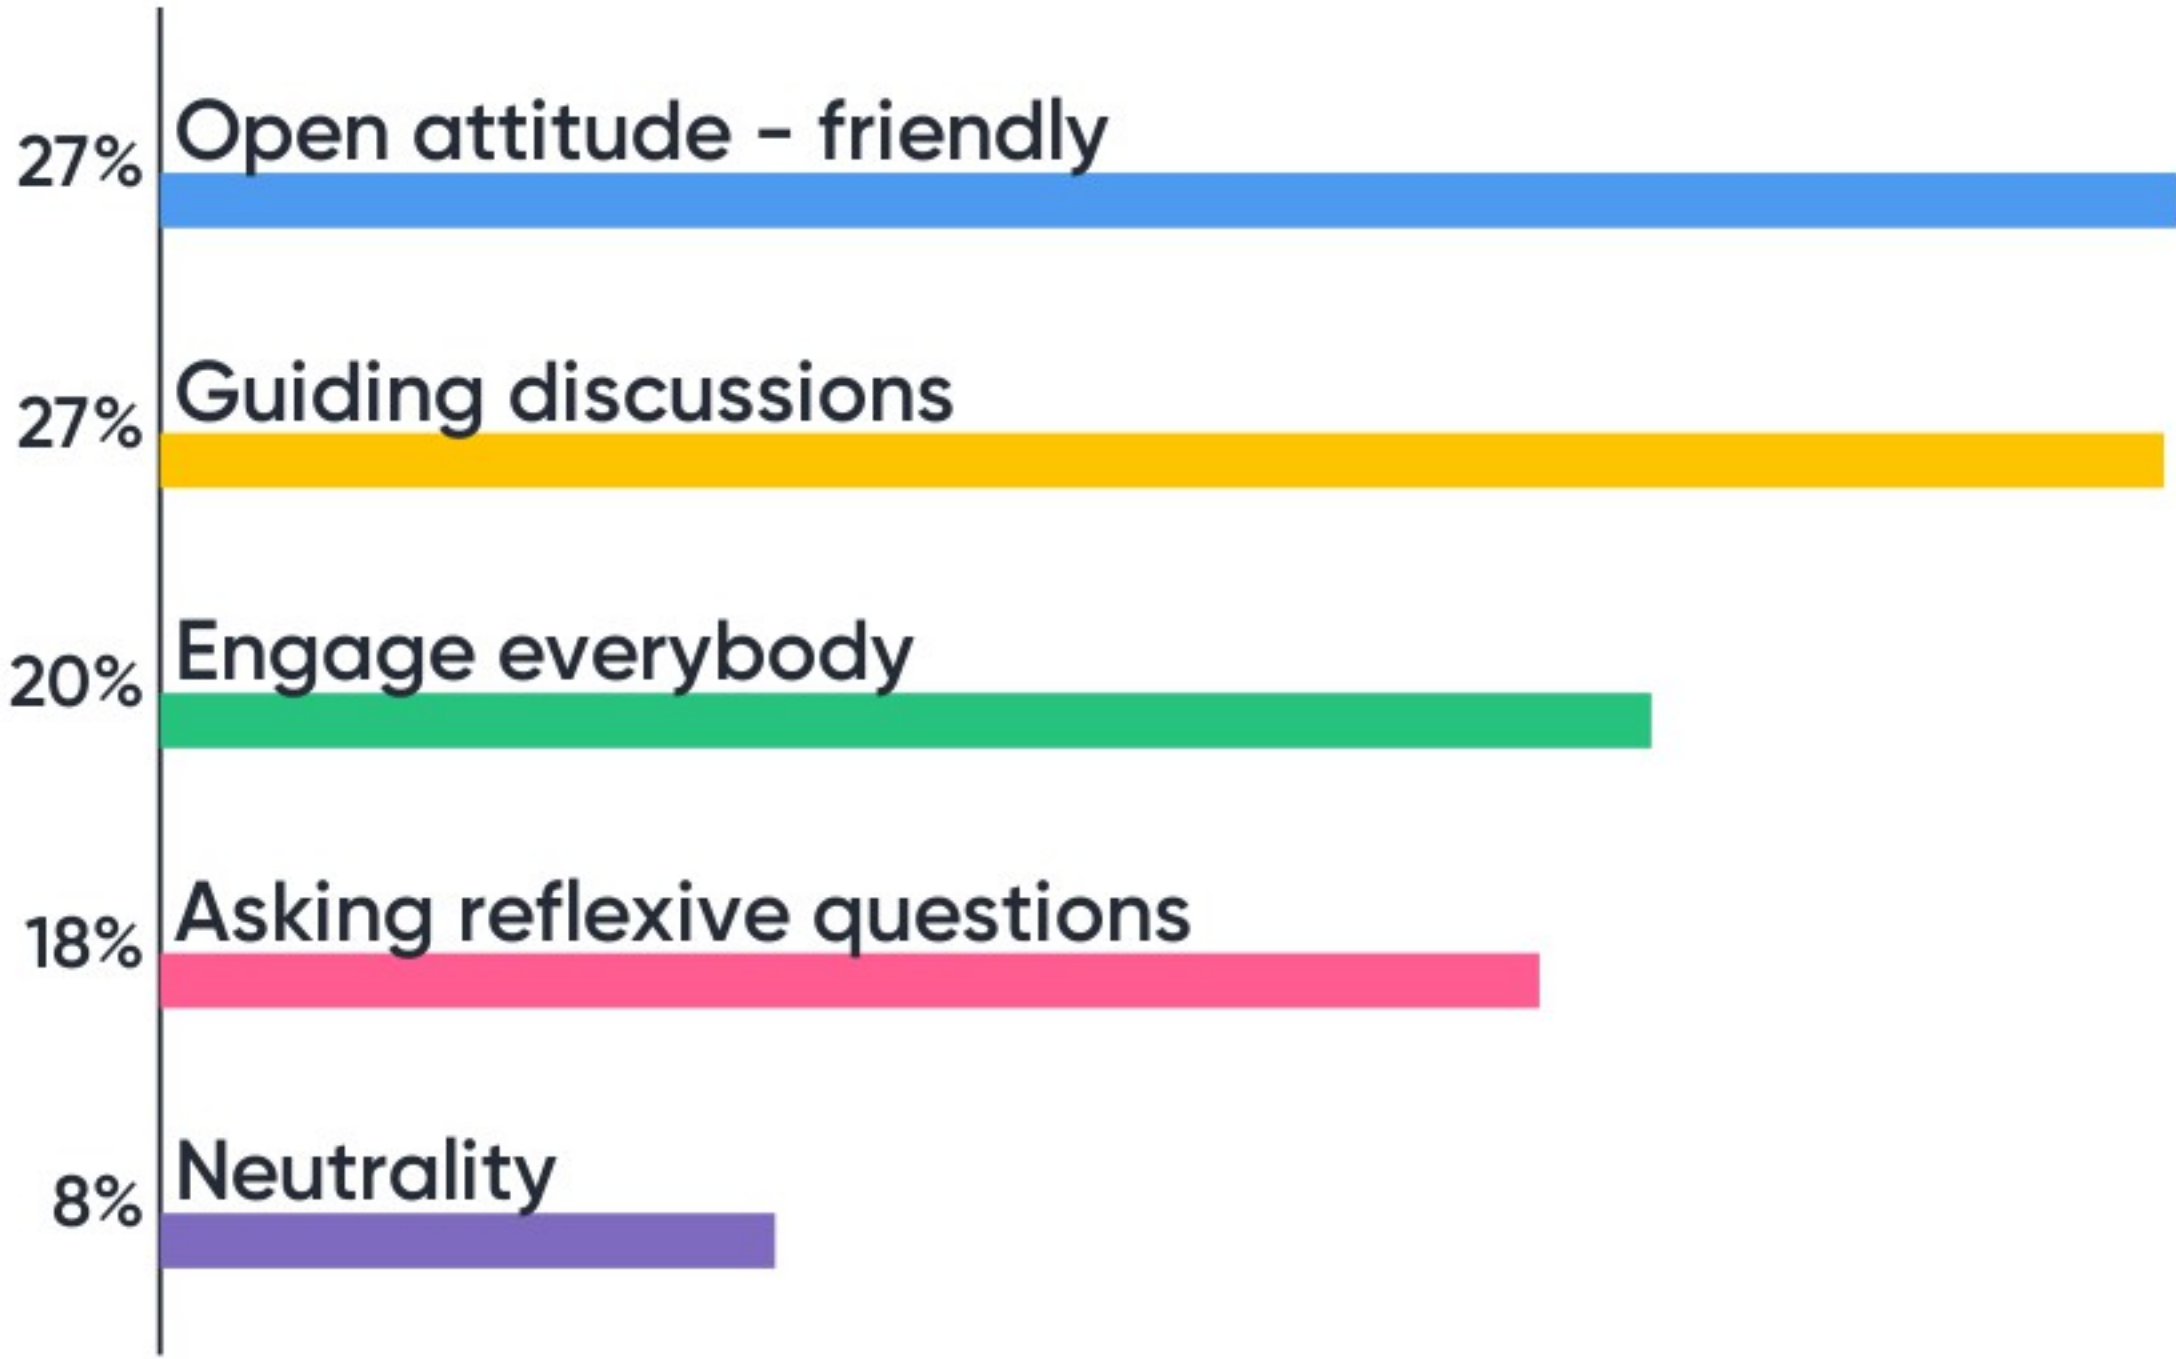 27% Open attitude - friendly
27% Guiding discussions
20% Engage everybody
18% Asking reflexive questions
8% Neutrality